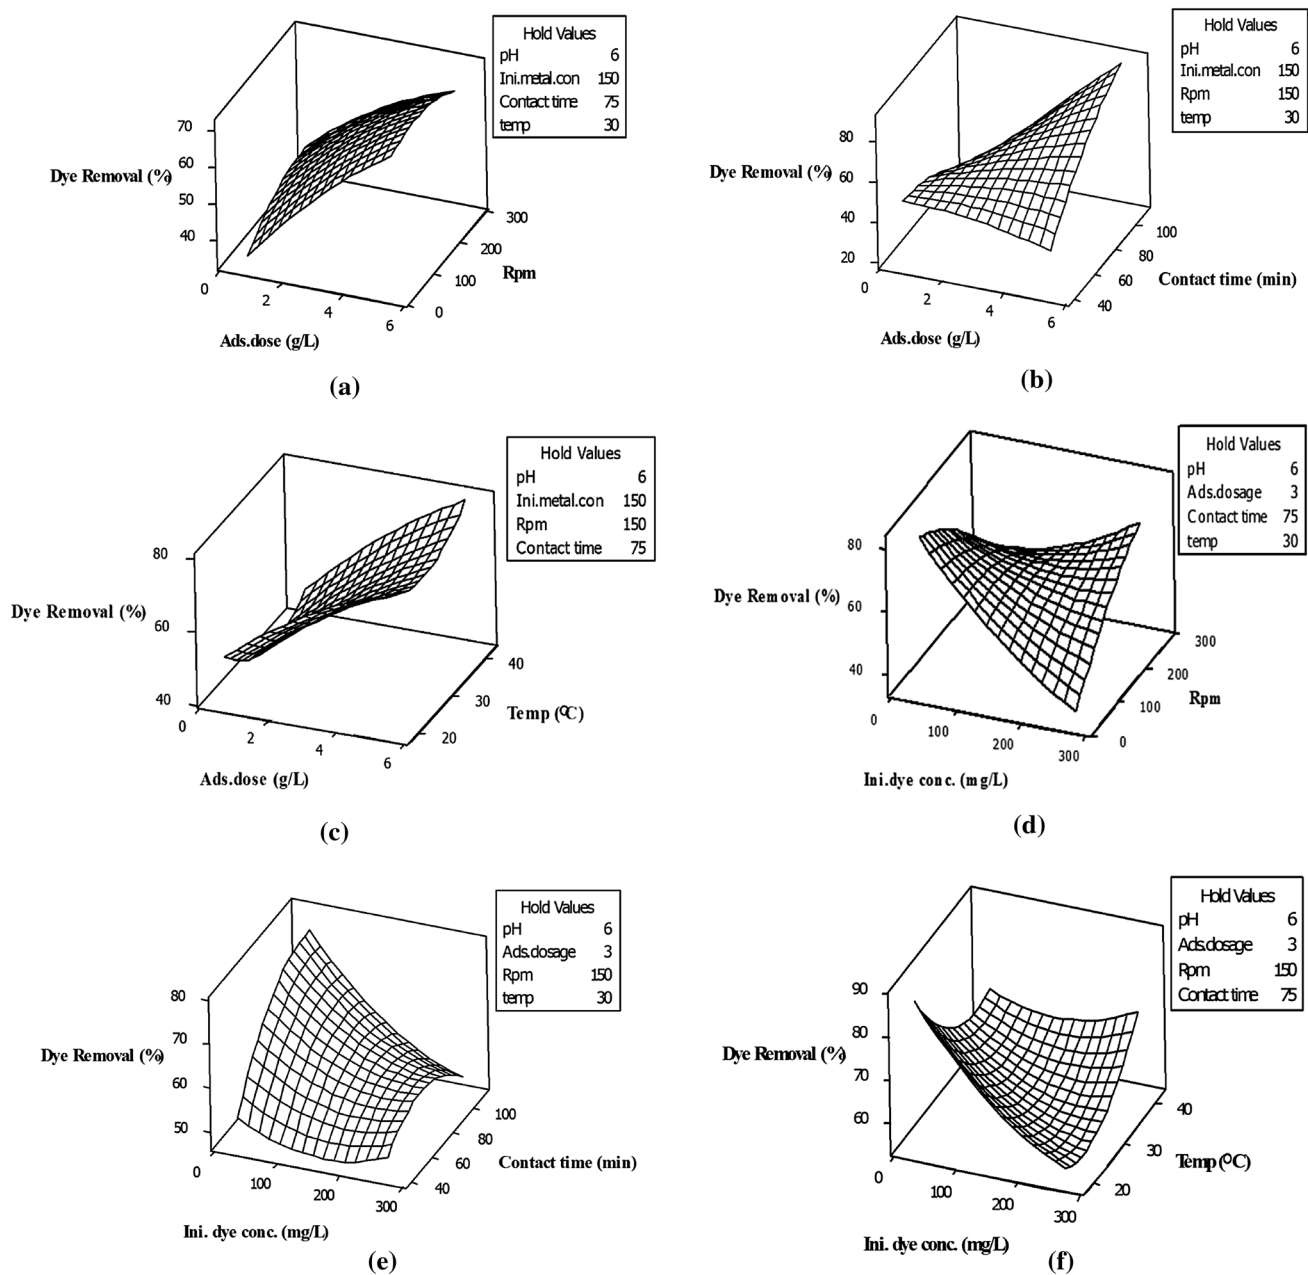 Hold Values
pH 6
Ini.metal.con 150
Contact time 75
temp 30
70
60
Dye Removal (%)
50
40
300
200
Rpm
100
0
0
2
4
6
Ads.dose (g/L)
(a)
Hold Values
pH 6
Ini.metal.con 150
Rpm 150
temp 30
80
Dye Removal (%)
60
40
20
100
80
Contact time (min)
60
40
0
2
4
6
Ads.dose (g/L)
(b)
Hold Values
pH 6
Ini.metal.con 150
Rpm 150
Contact time 75
80
Dye Removal (%)
60
40
40
30
Temp (ºC)
20
0
2
4
6
Ads.dose (g/L)
(c)
Hold Values
pH 6
Ads.dosage 3
Contact time 75
temp 30
80
Dye Removal (%)
60
40
300
200
Rpm
100
0
0
100
200
300
Ini.dye conc. (mg/L)
(d)
Hold Values
pH 6
Ads.dosage 3
Rpm 150
temp 30
80
70
Dye Removal (%)
60
50
100
80
Contact time (min)
60
40
0
100
200
300
Ini. dye conc. (mg/L)
(e)
Hold Values
pH 6
Ads.dosage 3
Rpm 150
Contact time 75
90
80
Dye Removal (%)
70
60
40
30
Temp (ºC)
20
0
100
200
300
Ini. dye conc. (mg/L)
(f)